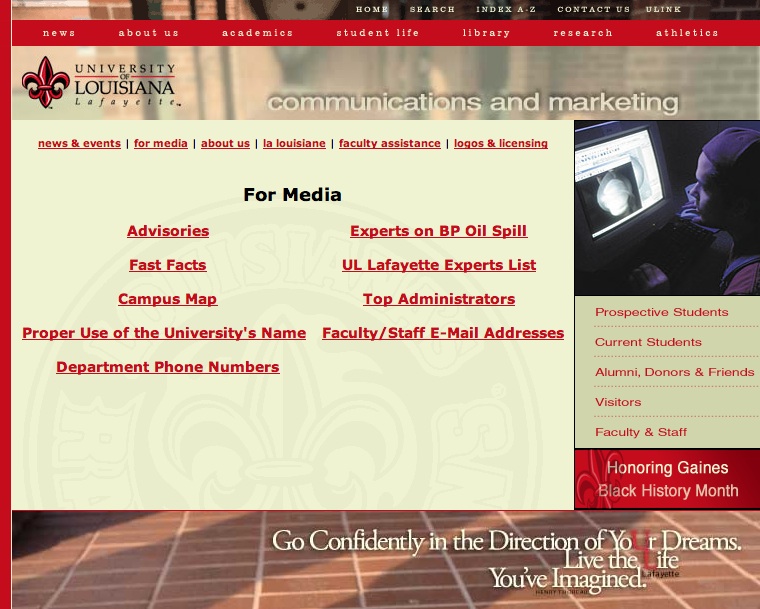 HOME SEARCH INDEX A-Z CONTACT US ULINK
news about us academics student life library research athletics
UNIVERSITY
OF
LOUISIANA
Lafayette™
communications and marketing
news & events | for media | about us | la louisiane | faculty assistance | logos & licensing
For Media
Advisories Experts on BP Oil Spill
Fast Facts UL Lafayette Experts List
Campus Map Top Administrators
Proper Use of the University's Name Faculty/Staff E-Mail Addresses
Department Phone Numbers
Prospective Students
Current Students
Alumni, Donors & Friends
Visitors
Faculty & Staff
Honoring Gaines
Black History Month
Go Confidently in the Direction of YoUr Dreams.
Live the Life
Lafayette
You've Imagined.
HENRY THOREAU